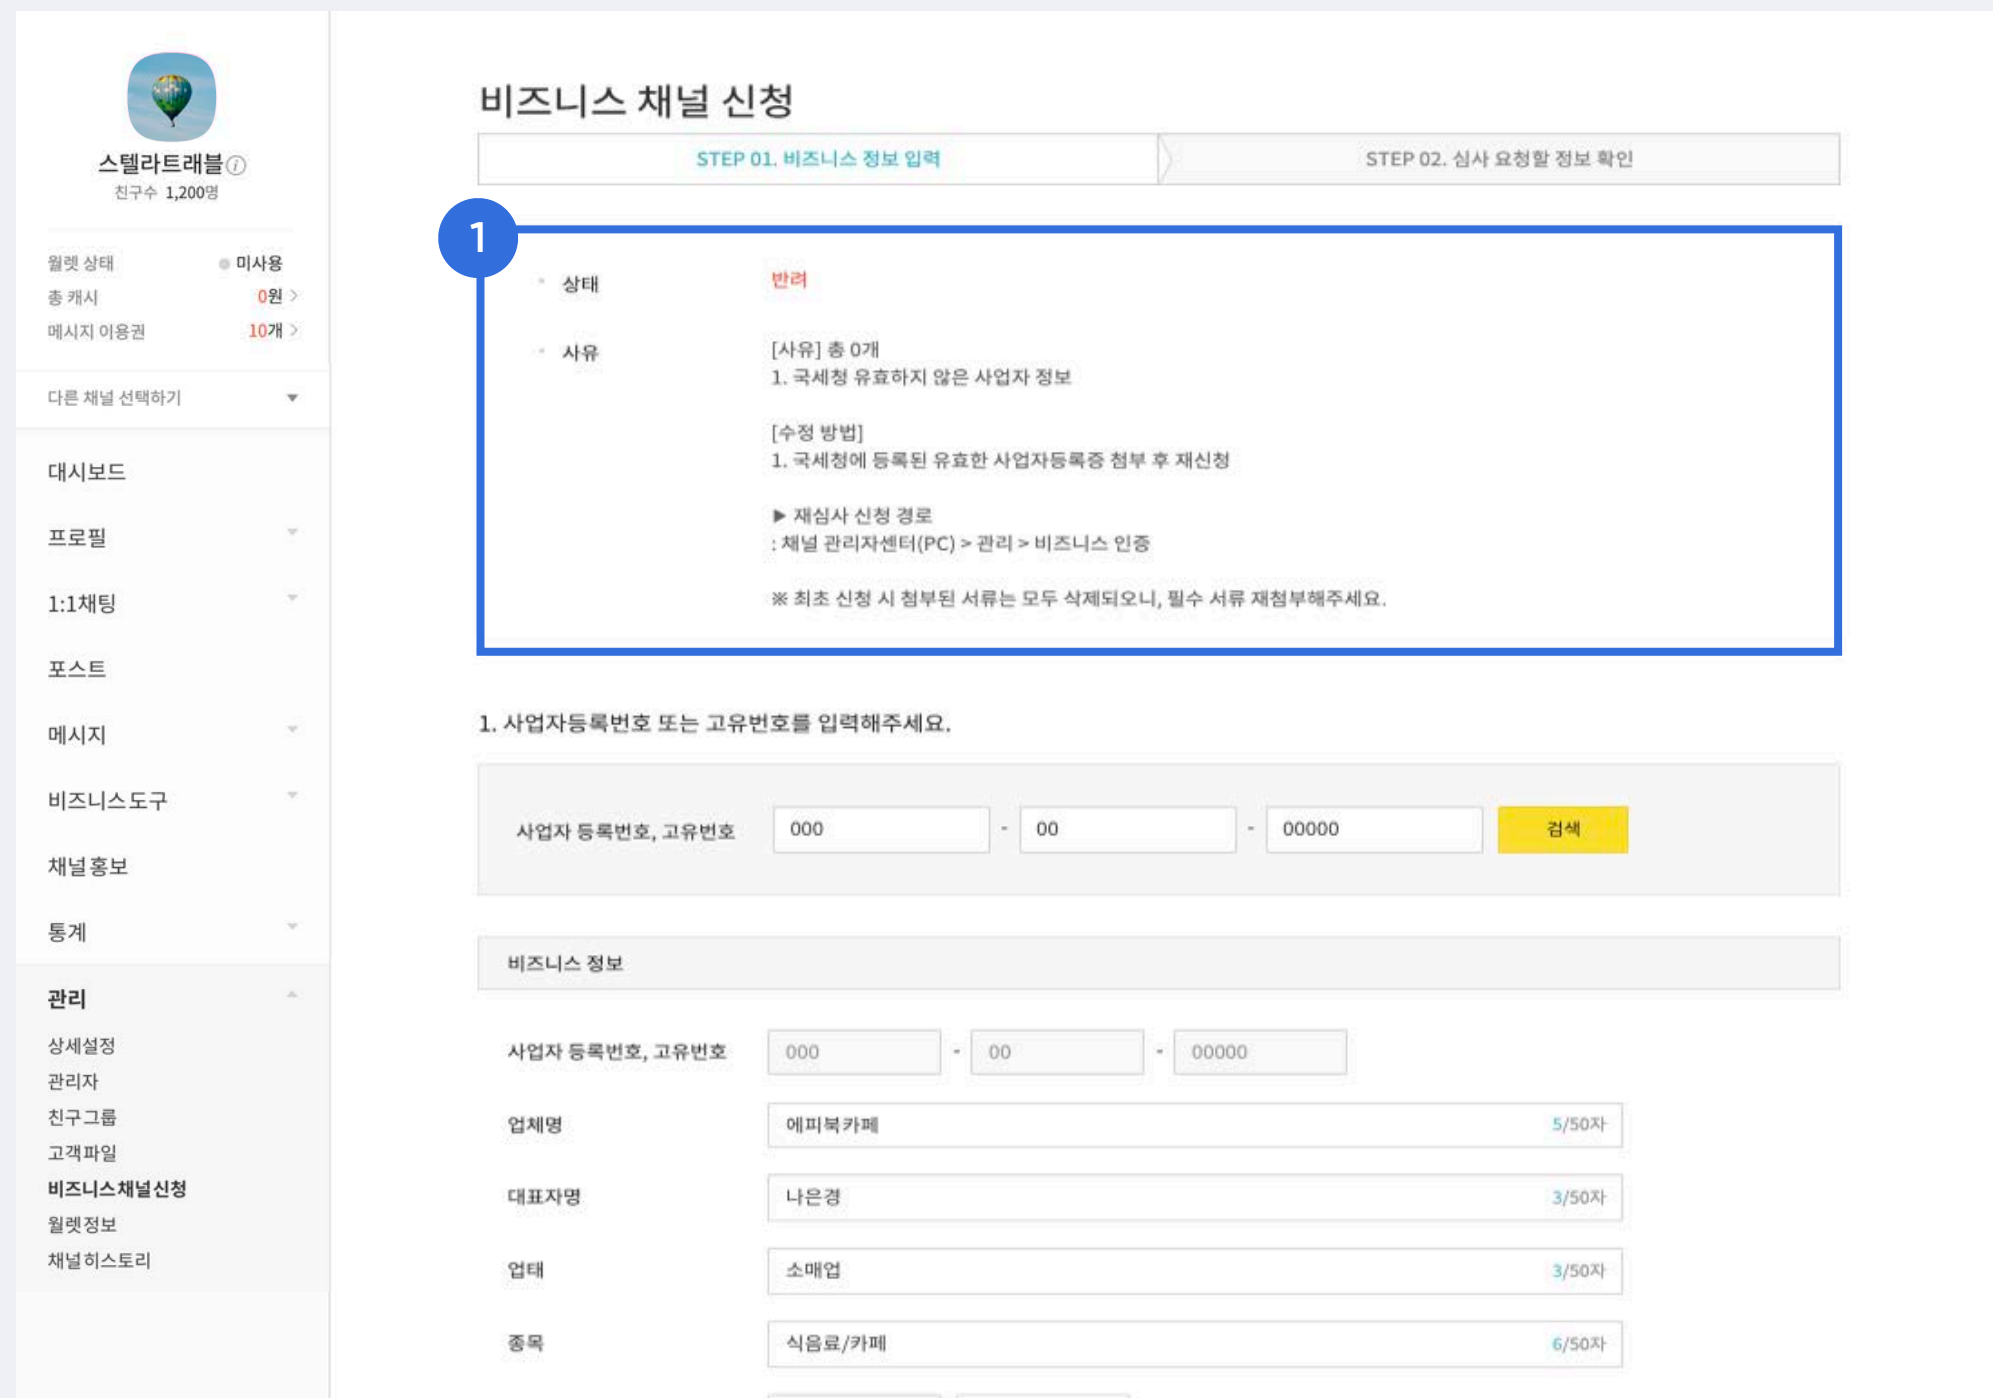 스텔라트래블
친구수 1,200명
월렛 상태 미사용
총 캐시 0원 >
메시지 이용권 10개 >
다른 채널 선택하기
대시보드
프로필
1:1채팅
포스트
메시지
비즈니스도구
채널홍보
통계
관리
상세설정
관리자
친구그룹
고객파일
비즈니스채널신청
월렛정보
채널히스토리
비즈니스 채널 신청
STEP 01. 비즈니스 정보 입력
STEP 02. 심사 요청할 정보 확인
1
상태 반려
사유 [사유] 총 0개
1. 국세청 유효하지 않은 사업자 정보
[수정 방법]
1. 국세청에 등록된 유효한 사업자등록증 첨부 후 재신청
▶ 재심사 신청 경로
: 채널 관리자센터(PC) > 관리 > 비즈니스 인증
※ 최초 신청 시 첨부된 서류는 모두 삭제되오니, 필수 서류 재첨부해주세요.
1. 사업자등록번호 또는 고유번호를 입력해주세요.
사업자 등록번호, 고유번호 000 - 00 - 00000 검색
비즈니스 정보
사업자 등록번호, 고유번호 000 - 00 - 00000
업체명 에피북카페 5/50자
대표자명 나은경 3/50자
업태 소매업 3/50자
종목 식음료/카페 6/50자